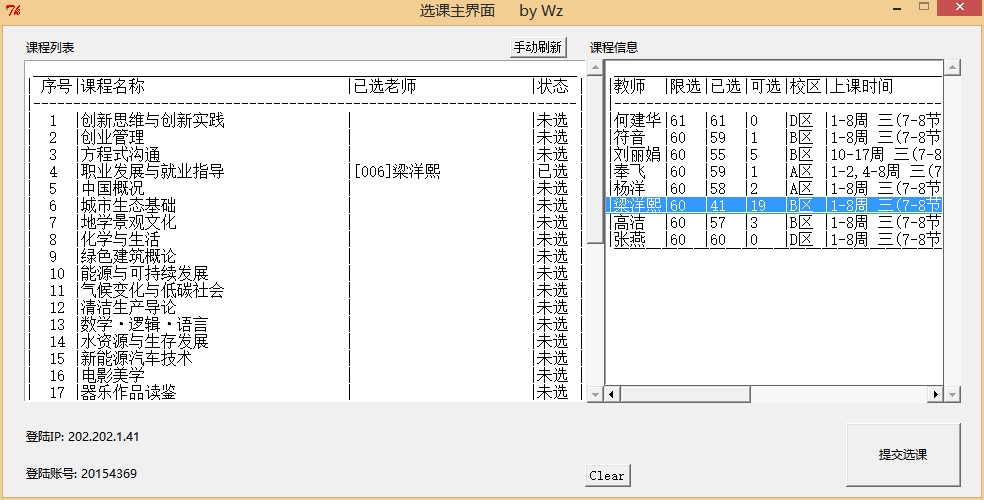 选课主界面 by Wz
课程列表
手动刷新
课程信息
序号|课程名称|已选老师|状态
1|创新思维与创新实践||未选
2|创业管理||未选
3|方程式沟通||未选
4|职业发展与就业指导|[006]梁洋熙|已选
5|中国概况||未选
6|城市生态基础||未选
7|地学景观文化||未选
8|化学与生活||未选
9|绿色建筑概论||未选
10|能源与可持续发展||未选
11|气候变化与低碳社会||未选
12|清洁生产导论||未选
13|数学·逻辑·语言||未选
14|水资源与生存发展||未选
15|新能源汽车技术||未选
16|电影美学||未选
17|器乐作品读鉴||未选
教师|限选|已选|可选|校区|上课时间
何建华|61|61|0|D区|1-8周 三(7-8节
符音|60|59|1|B区|1-8周 三(7-8节
刘丽娟|60|55|5|B区|10-17周 三(7-8
奉飞|60|59|1|A区|1-2,4-8周 三(7
杨洋|60|58|2|A区|1-8周 三(7-8节
梁洋熙|60|41|19|B区|1-8周 三(7-8节
高洁|60|57|3|B区|1-8周 三(7-8节
张燕|60|60|0|D区|1-8周 三(7-8节
登陆IP: 202.202.1.41
登陆账号: 20154369
Clear
提交选课